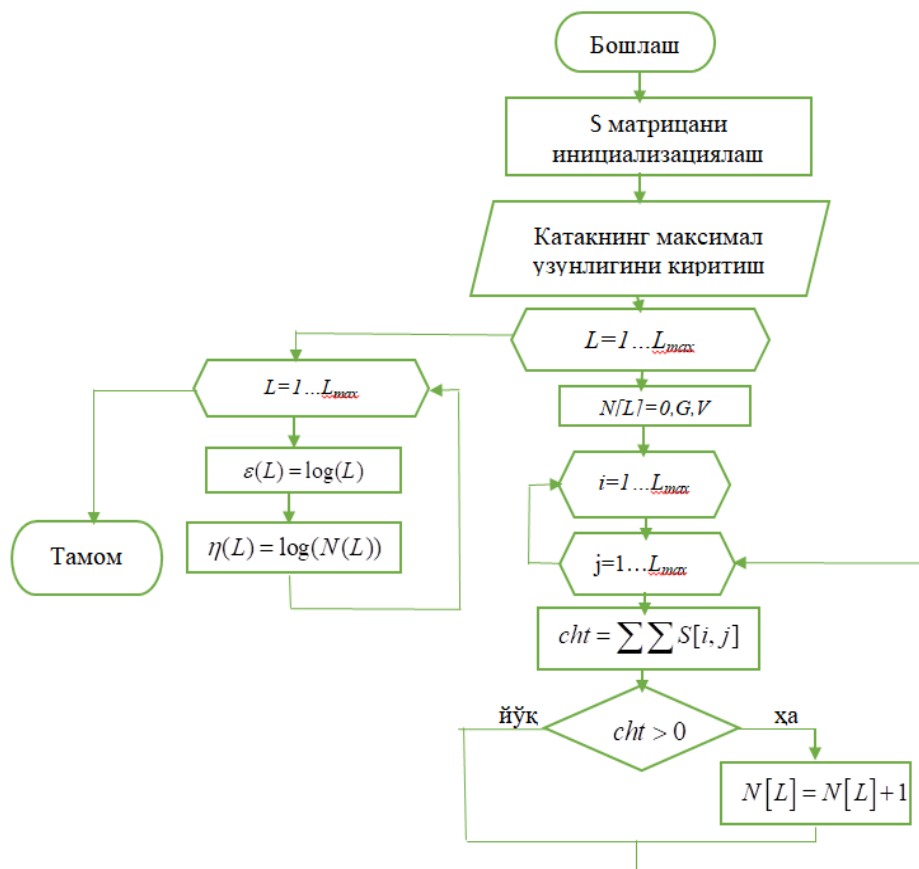 Бошлаш
S матрицани
инициализациялаш
Катакнинг максимал
узунлигини киритиш
L=1…Lmax
L=1…Lmax
N[L]=0,G,V
ε(L)=log(L)
i=1…Lmax
Тамом
η(L)=log(N(L))
j=1…Lmax
cht=∑∑S[i,j]
йўқ
ҳа
cht>0
N[L]=N[L]+1